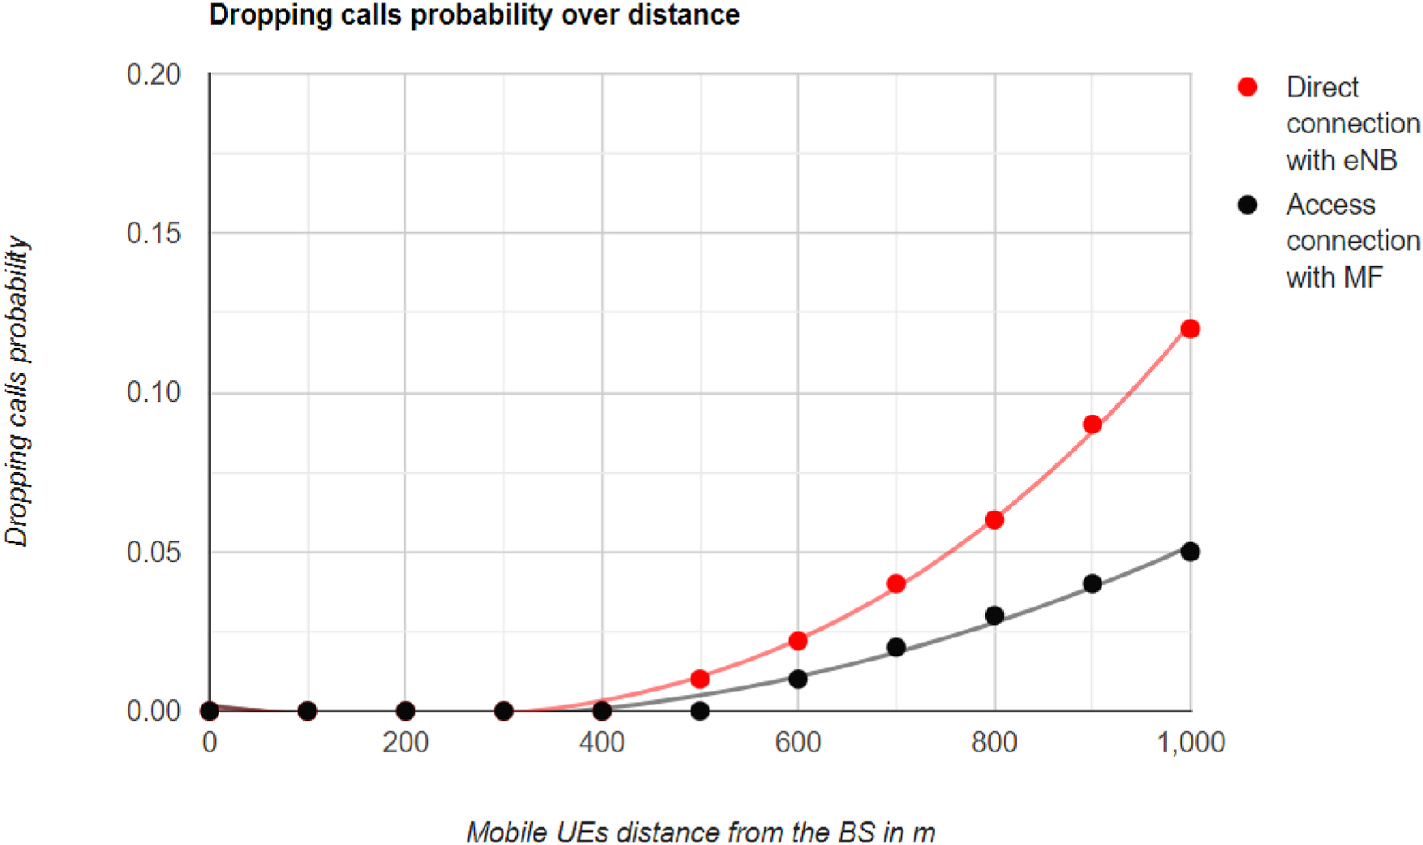 Dropping calls probability over distance
0.20
0.15
0.10
0.05
0.00
Dropping calls probability
0 200 400 600 800 1,000
Mobile UEs distance from the BS in m
Direct
connection
with eNB
Access
connection
with MF